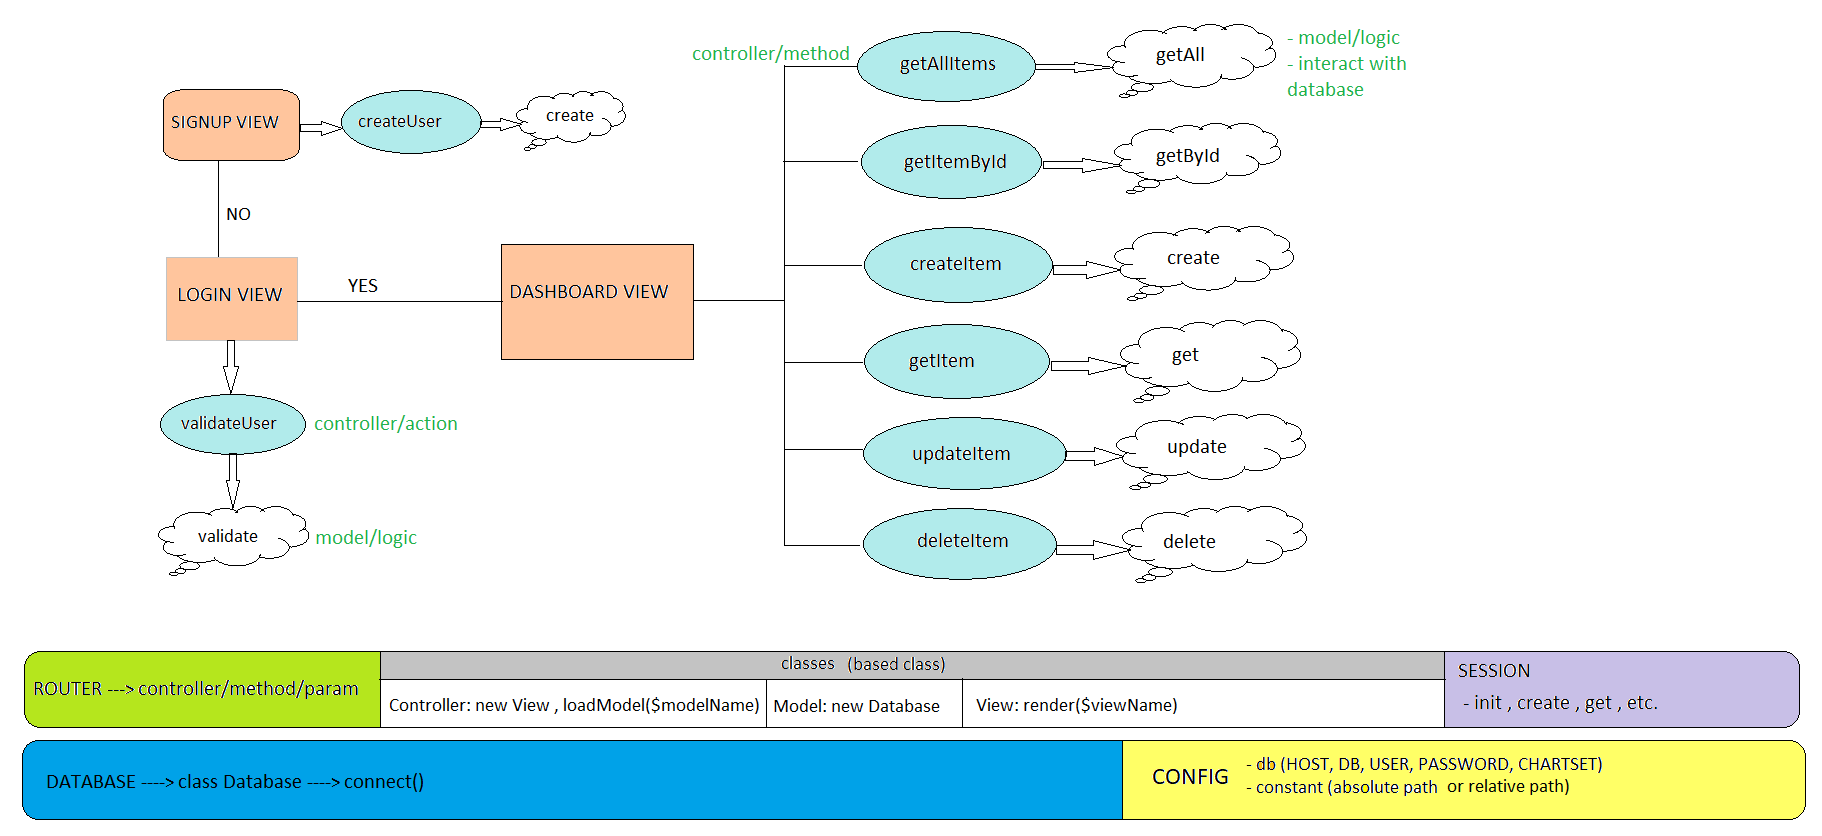 controller/method
getAllItems
getAll
- model/logic
- interact with
database
SIGNUP VIEW
createUser
create
getItemById
getById
NO
createItem
create
LOGIN VIEW
YES
DASHBOARD VIEW
getItem
get
validateUser
controller/action
updateItem
update
validate
model/logic
deleteItem
delete
ROUTER ---> controller/method/param
classes (based class)
Controller: new View , loadModel($modelName)
Model: new Database
View: render($viewName)
SESSION
- init , create , get , etc.
DATABASE ----> class Database ----> connect()
CONFIG
- db (HOST, DB, USER, PASSWORD, CHARTSET)
- constant (absolute path or relative path)